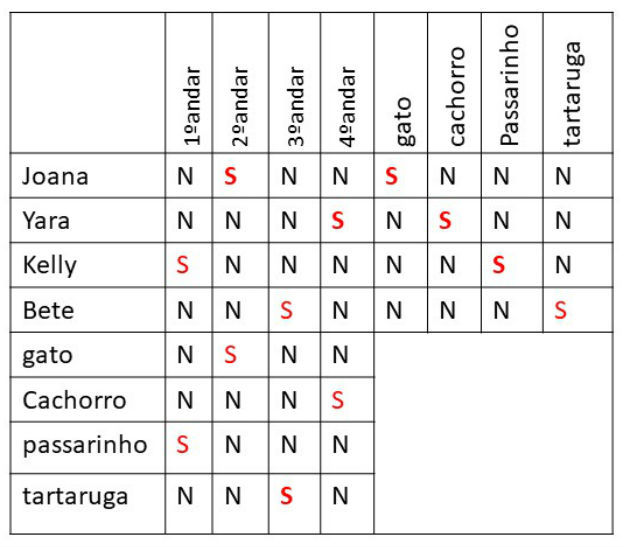 1ºandar 2ºandar 3ºandar 4ºandar gato cachorro Passarinho tartaruga
Joana N S N N S N N N
Yara N N N S N S N N
Kelly S N N N N N S N
Bete N N S N N N N S
gato N S N N
Cachorro N N N S
passarinho S N N N
tartaruga N N S N